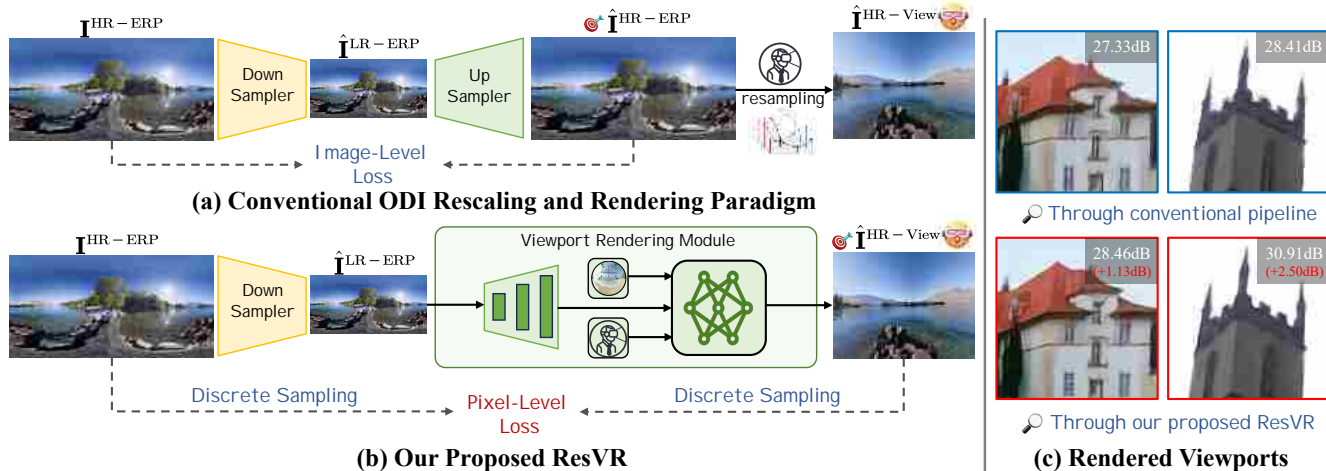 I^HR−ERP
Î^LR−ERP
Î^HR−ERP
Î^HR−View
Down
Sampler
Up
Sampler
resampling
Image-Level
Loss
(a) Conventional ODI Rescaling and Rendering Paradigm
I^HR−ERP
Î^LR−ERP
Viewport Rendering Module
Î^HR−View
Down
Sampler
Discrete Sampling
Pixel-Level
Loss
Discrete Sampling
(b) Our Proposed ResVR
27.33dB
28.41dB
Through conventional pipeline
28.46dB
(+1.13dB)
30.91dB
(+2.50dB)
Through our proposed ResVR
(c) Rendered Viewports